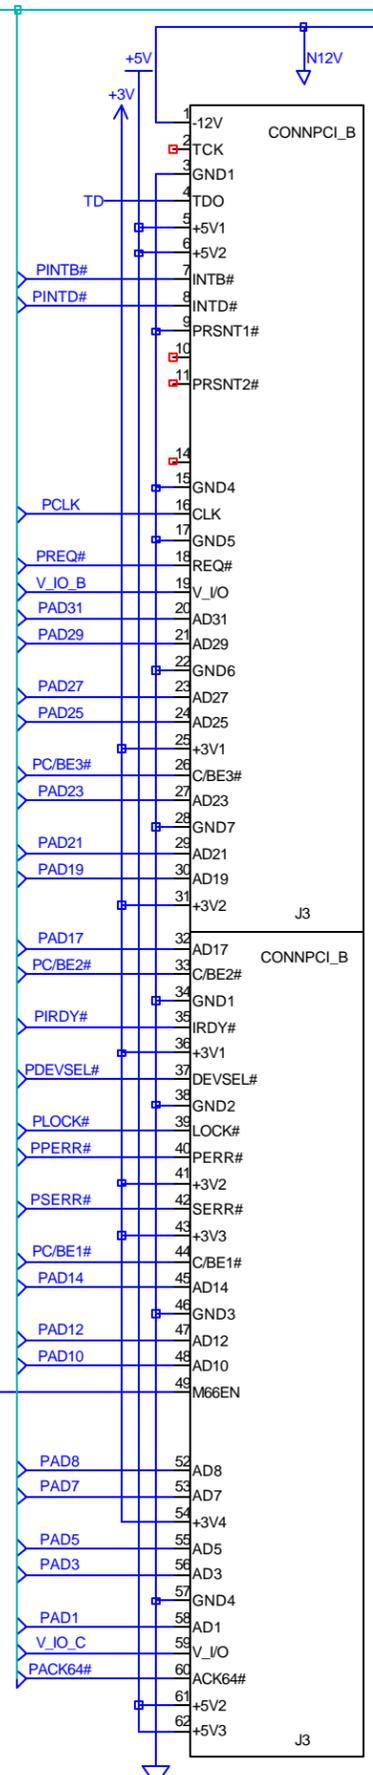 +5V
N12V
+3V
1 -12V
CONNPCI_B
2 TCK
3 GND1
TD 4 TDO
5 +5V1
6 +5V2
PINTB# 7 INTB#
PINTD# 8 INTD#
9 PRSNT1#
10
11 PRSNT2#
14
15 GND4
PCLK 16 CLK
17 GND5
PREQ# 18 REQ#
V_IO_B 19 V_I/O
PAD31 20 AD31
PAD29 21 AD29
22 GND6
PAD27 23 AD27
PAD25 24 AD25
25 +3V1
PC/BE3# 26 C/BE3#
PAD23 27 AD23
28 GND7
PAD21 29 AD21
PAD19 30 AD19
31 +3V2
J3
PAD17 32 AD17
CONNPCI_B
PC/BE2# 33 C/BE2#
34 GND1
PIRDY# 35 IRDY#
36 +3V1
PDEVSEL# 37 DEVSEL#
38 GND2
PLOCK# 39 LOCK#
PPERR# 40 PERR#
41 +3V2
PSERR# 42 SERR#
43 +3V3
PC/BE1# 44 C/BE1#
PAD14 45 AD14
46 GND3
PAD12 47 AD12
PAD10 48 AD10
49 M66EN
PAD8 52 AD8
PAD7 53 AD7
54 +3V4
PAD5 55 AD5
PAD3 56 AD3
57 GND4
PAD1 58 AD1
V_IO_C 59 V_I/O
PACK64# 60 ACK64#
61 +5V2
62 +5V3
J3